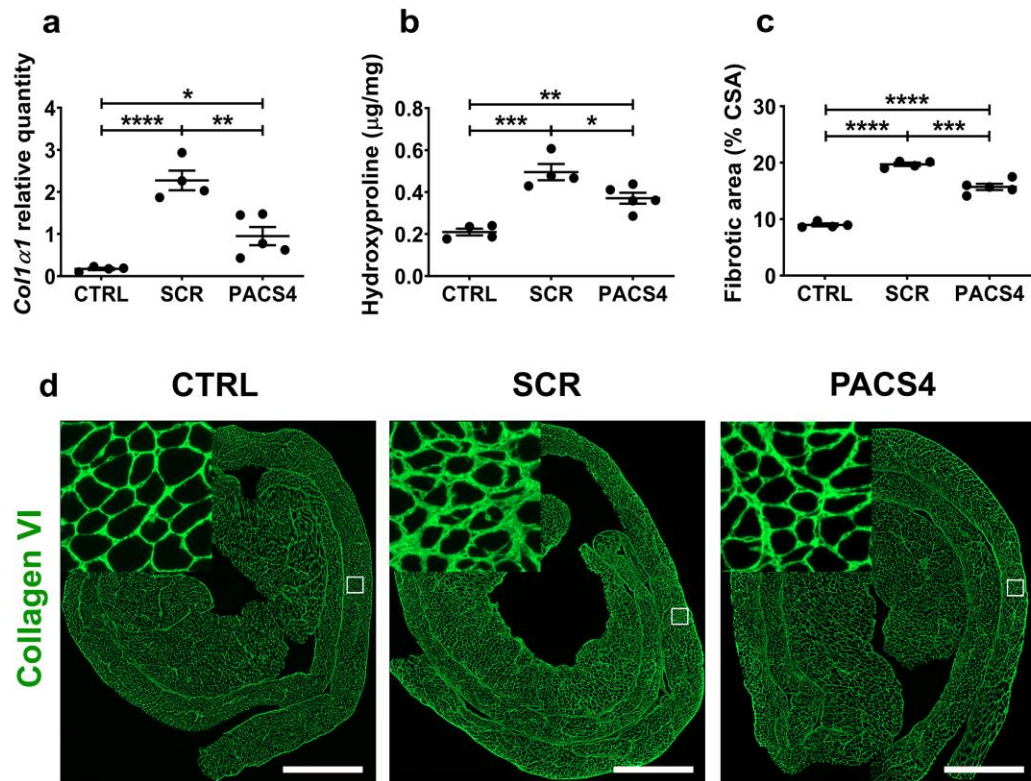 a
Col1α1 relative quantity
4
3
2
1
0
*
**** **
CTRL SCR PACS4
b
Hydroxyproline (µg/mg)
0.8
0.6
0.4
0.2
0.0
**
*** *
CTRL SCR PACS4
c
Fibrotic area (% CSA)
30
20
10
0
****
**** ***
CTRL SCR PACS4
d
CTRL SCR PACS4
Collagen VI